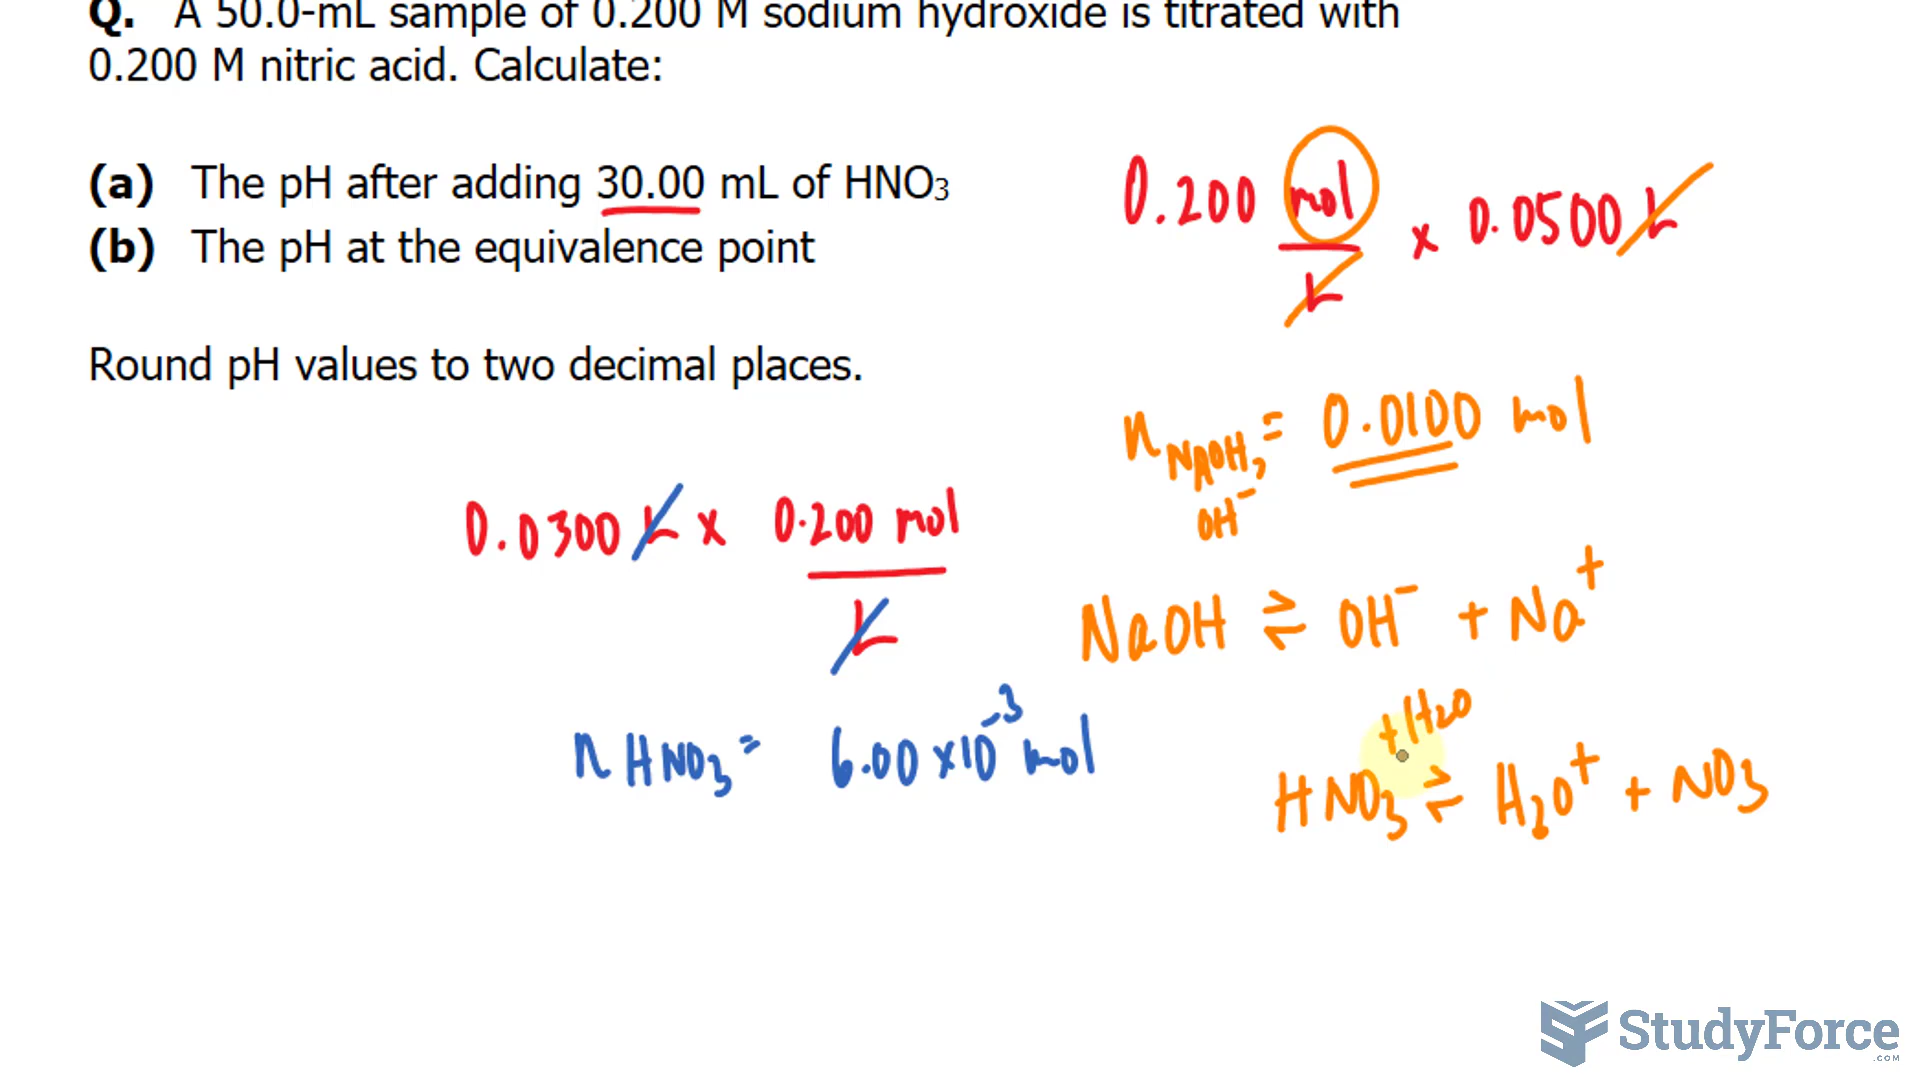 Q. A 50.0-mL sample of 0.200 M sodium hydroxide is titrated with
0.200 M nitric acid. Calculate:
(a) The pH after adding 30.00 mL of HNO₃
(b) The pH at the equivalence point
Round pH values to two decimal places.
0.200 mol/L x 0.0500 L
n NaOH, OH⁻ = 0.0100 mol
0.0300 L x 0.200 mol/L
NaOH ⇌ OH⁻ + Na⁺
n HNO₃ = 6.00 x 10⁻³ mol
+ H₂O
HNO₃ ⇌ H₃O⁺ + NO₃
StudyForce
.COM